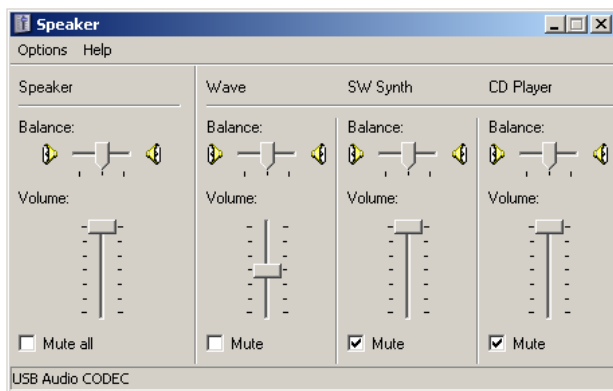 Speaker
Options Help
Speaker Wave SW Synth CD Player
Balance: Balance: Balance: Balance:
Volume: Volume: Volume: Volume:
Mute all Mute Mute Mute
USB Audio CODEC